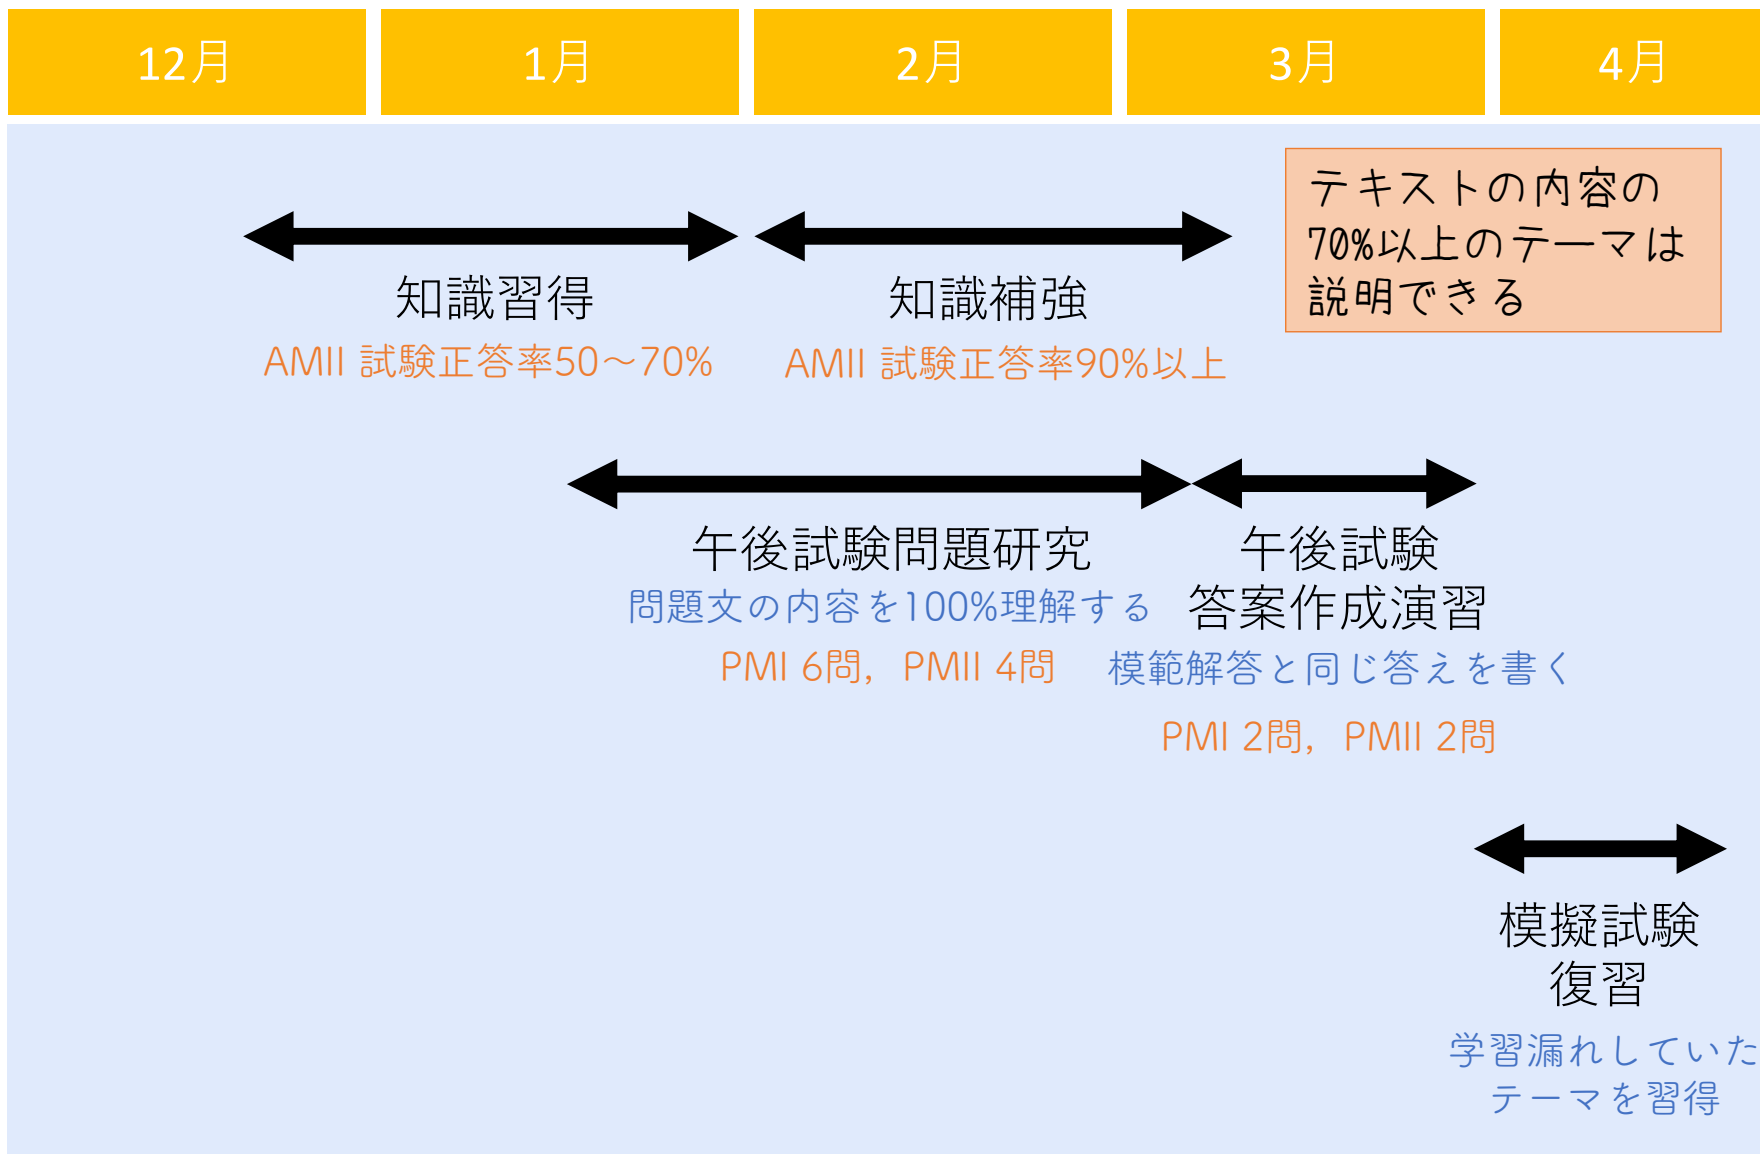 12月
1月
2月
3月
4月
テキストの内容の
70%以上のテーマは
説明できる
知識習得
AMII 試験正答率50～70%
知識補強
AMII 試験正答率90%以上
午後試験問題研究
問題文の内容を100%理解する
PMI 6問，PMII 4問
午後試験
答案作成演習
模範解答と同じ答えを書く
PMI 2問，PMII 2問
模擬試験
復習
学習漏れしていた
テーマを習得